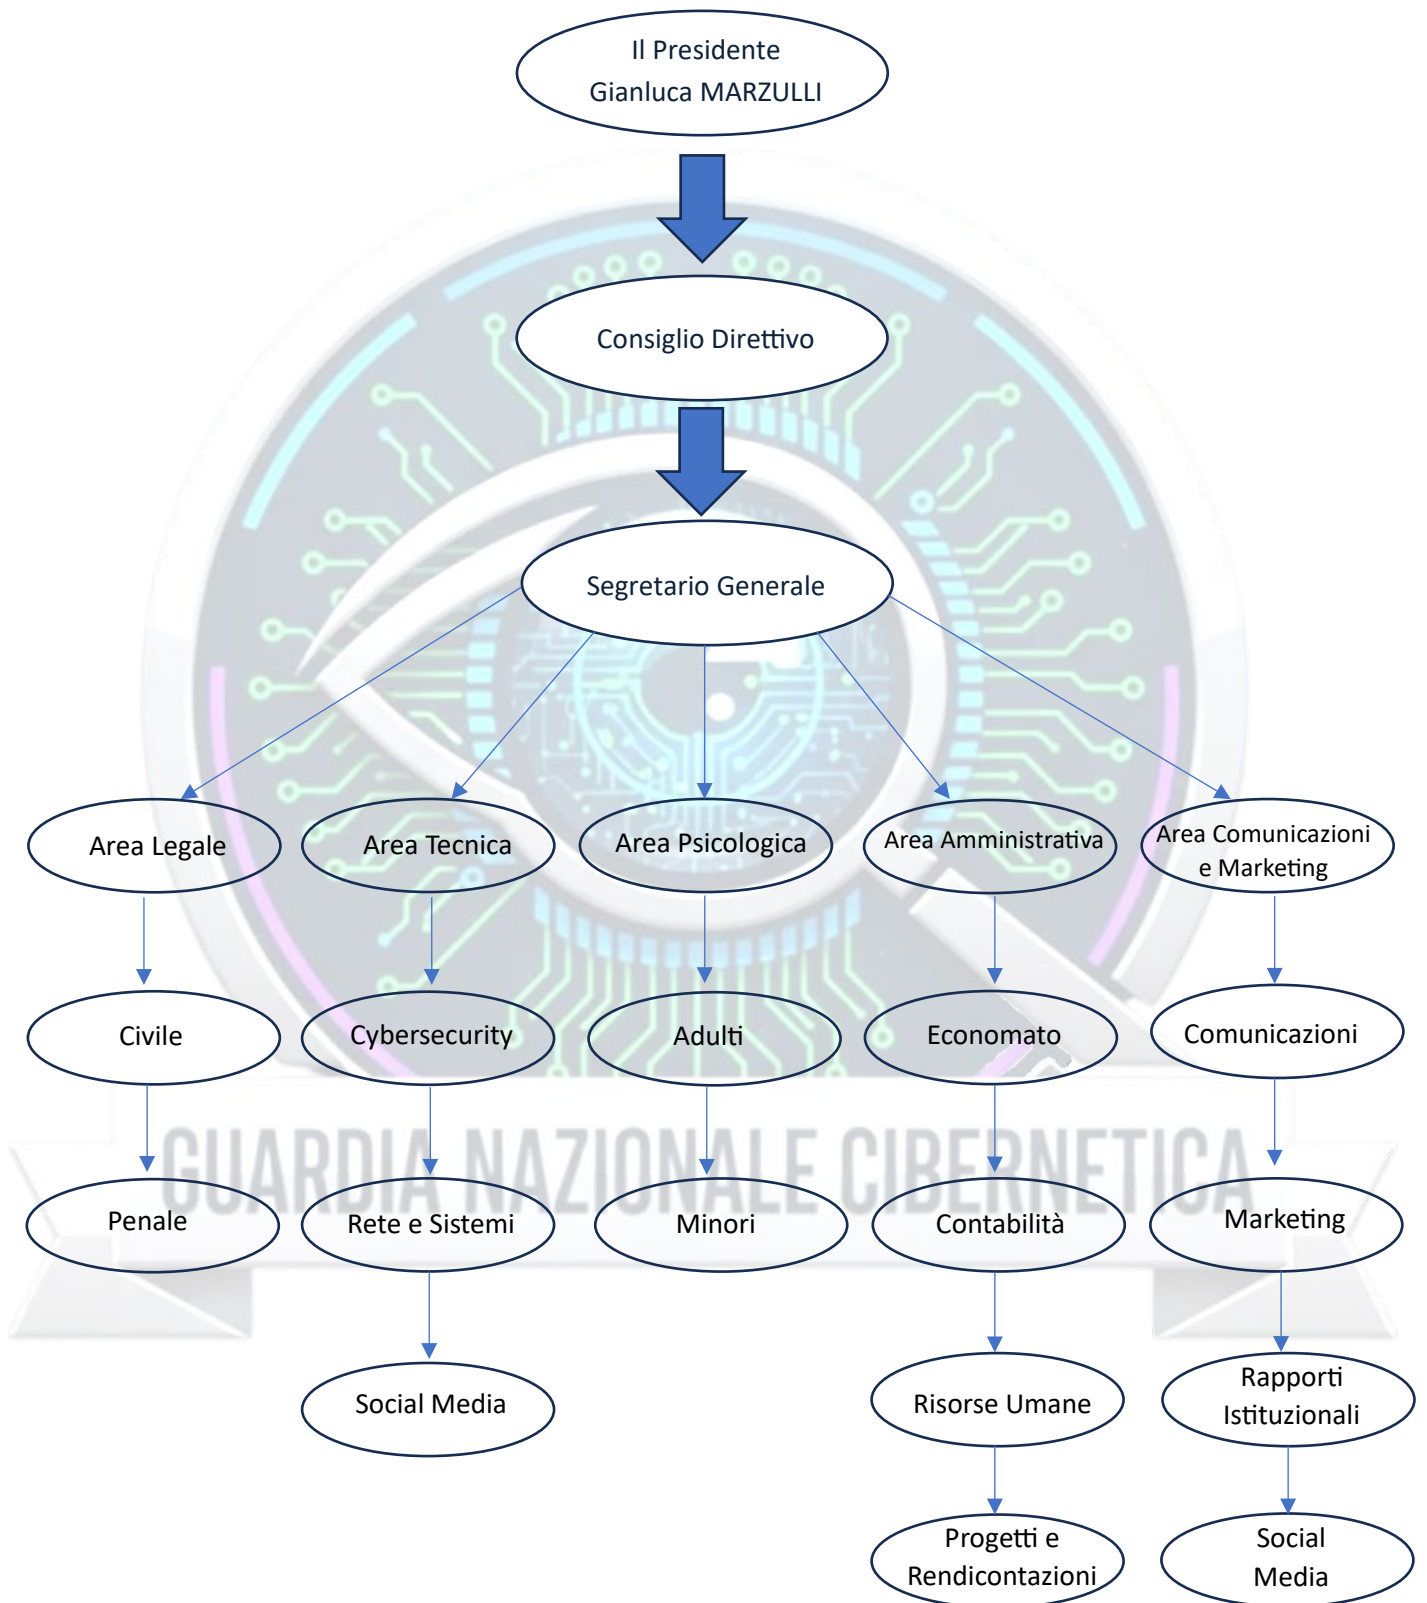 Il Presidente
Gianluca MARZULLI
Consiglio Direttivo
Segretario Generale
Area Legale
Area Tecnica
Area Psicologica
Area Amministrativa
Area Comunicazioni
e Marketing
Civile
Cybersecurity
Adulti
Economato
Comunicazioni
GUARDIA NAZIONALE CIBERNETICA
Penale
Rete e Sistemi
Minori
Contabilità
Marketing
Social Media
Risorse Umane
Rapporti
Istituzionali
Progetti e
Rendicontazioni
Social
Media